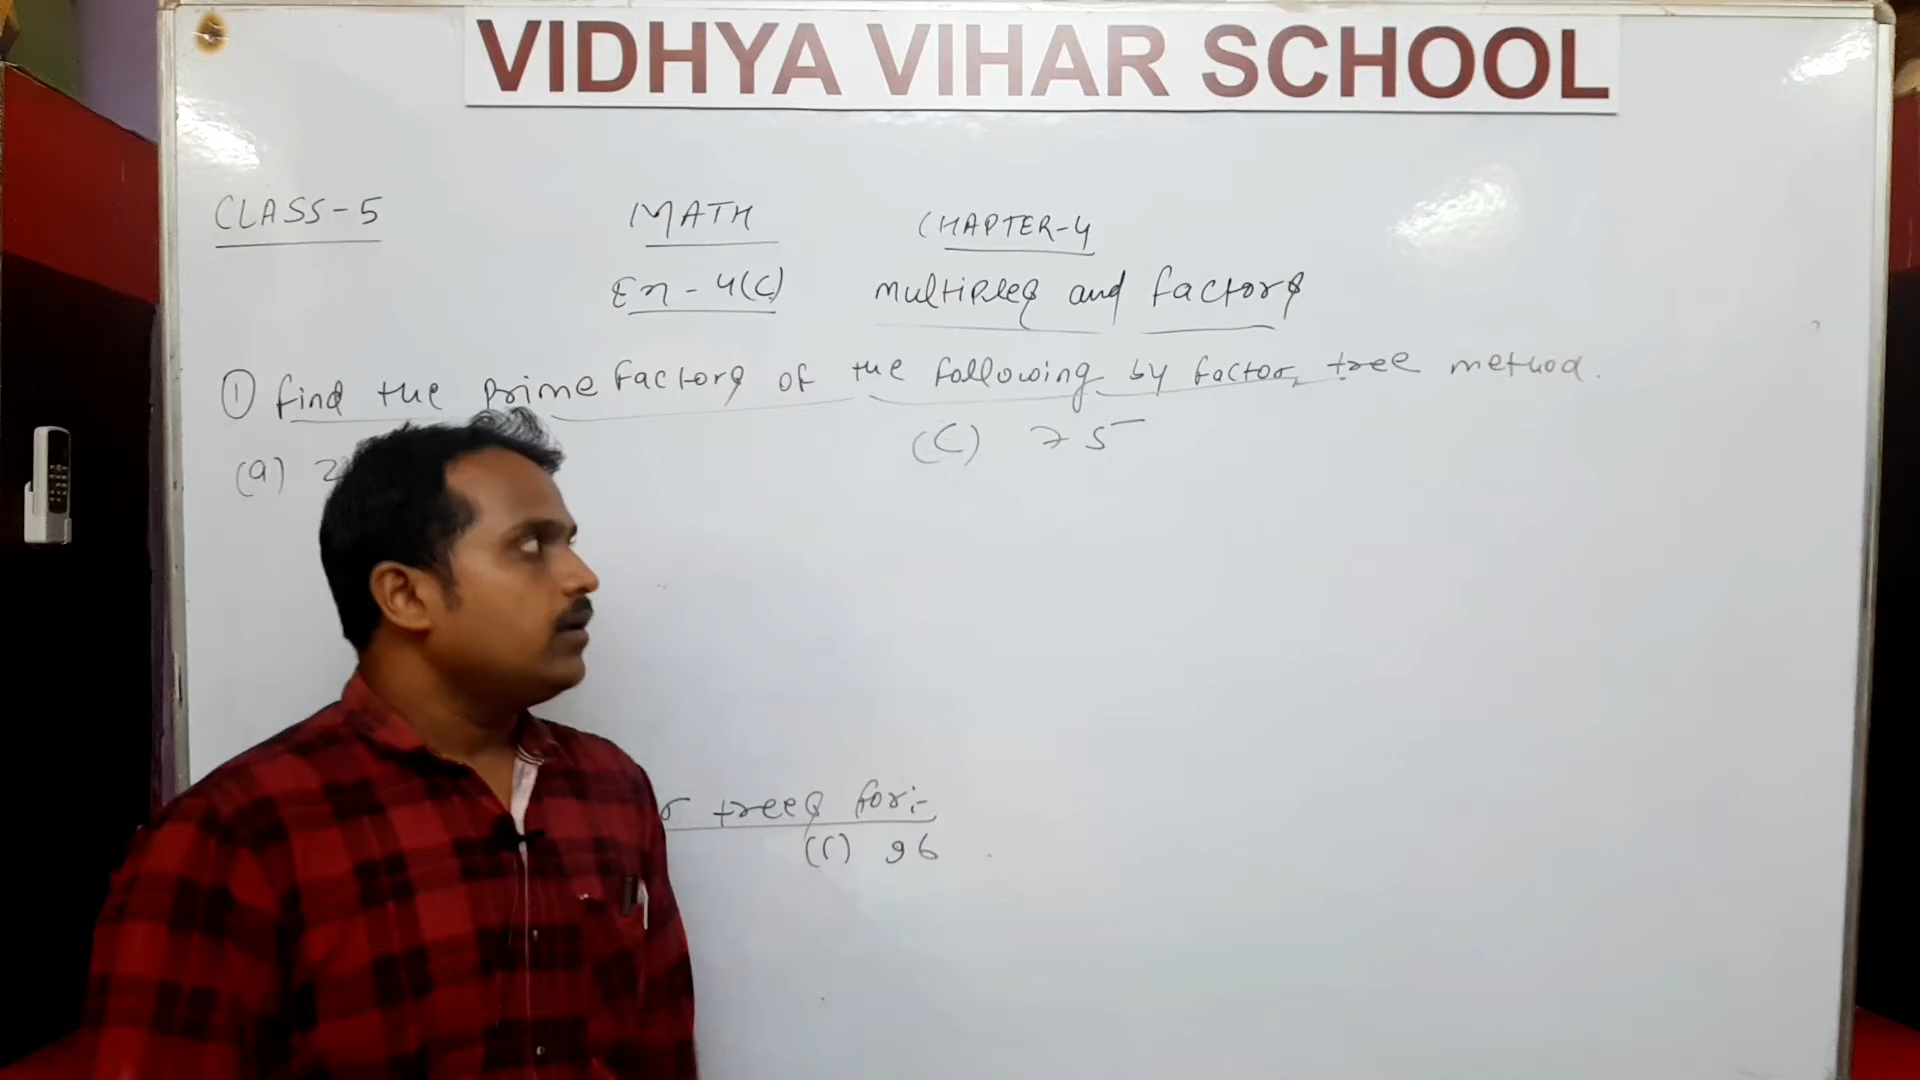 VIDHYA VIHAR SCHOOL
CLASS-5 MATH CHAPTER-4
Ex - 4(C) multiples and factors
① find the prime factors of the following by factor tree method.
(a) 2 (C) 75
trees for:-
(C) 96